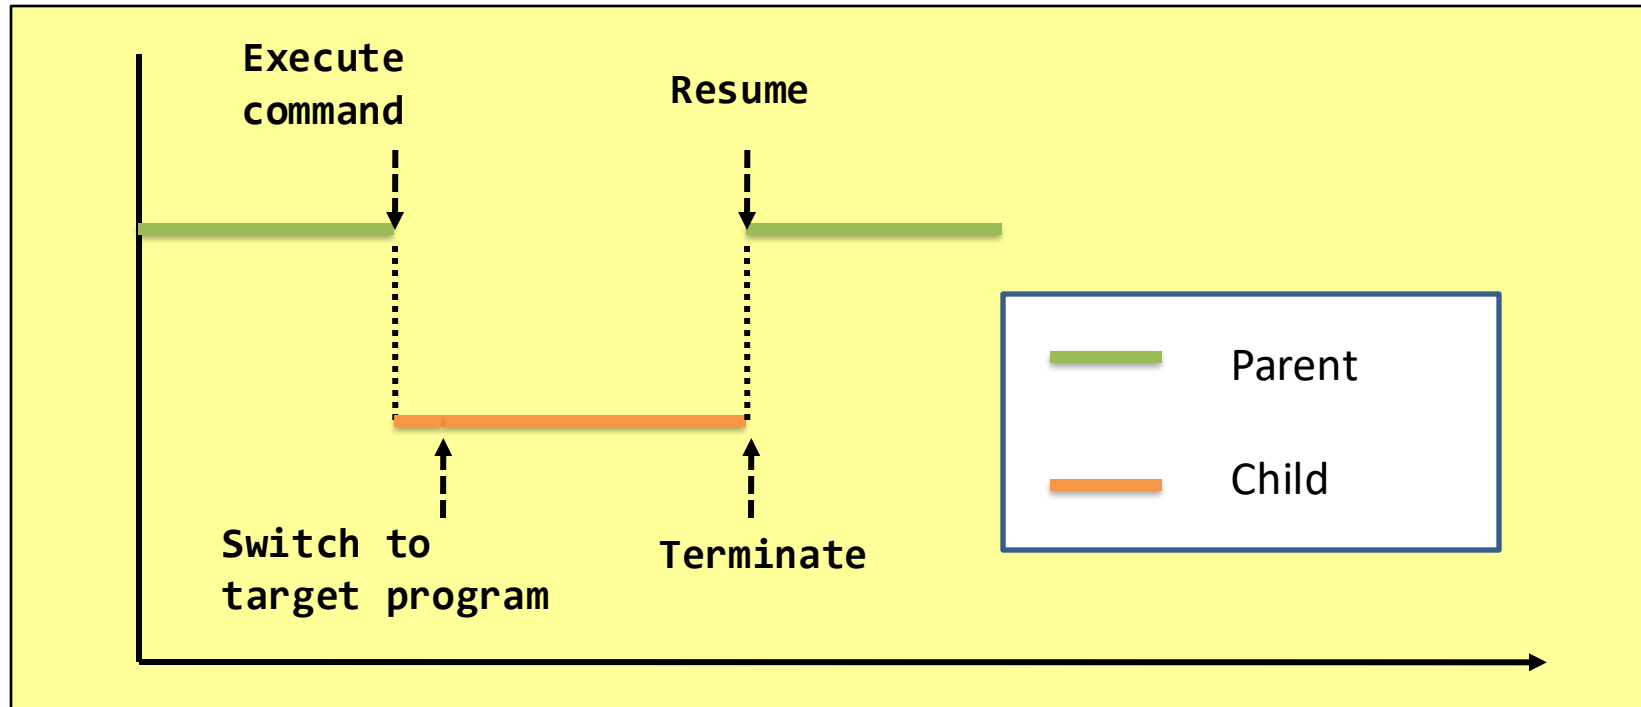 Execute
command
Resume
Parent
Child
Switch to
target program
Terminate